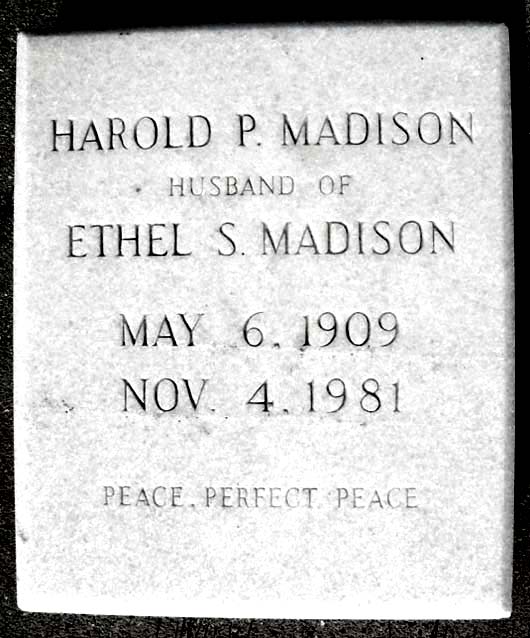 HAROLD P. MADISON
HUSBAND OF
ETHEL S. MADISON
MAY 6, 1909
NOV. 4, 1981
PEACE, PERFECT PEACE